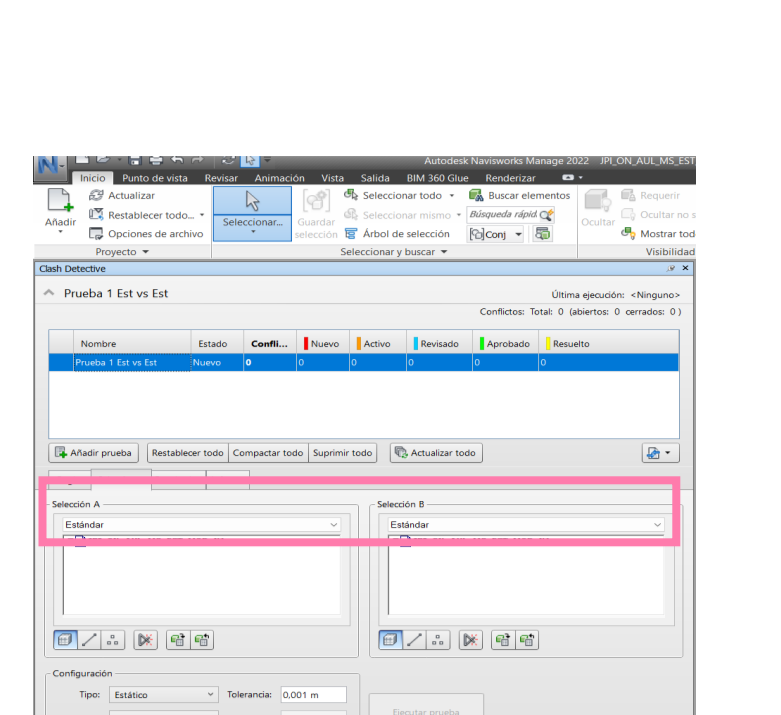 Autodesk Navisworks Manage 2022 JPI_ON_AUL_MS_EST
Inicio Punto de vista Revisar Animación Vista Salida BIM 360 Glue Renderizar
Añadir
Actualizar
Restablecer todo...
Opciones de archivo
Proyecto
Seleccionar...
Guardar
selección
Seleccionar todo
Seleccionar mismo
Árbol de selección
Buscar elementos
Búsqueda rápid
Conj
Seleccionar y buscar
Ocultar
Requerir
Ocultar no s
Mostrar tod
Visibilidad
Clash Detective
Prueba 1 Est vs Est
Última ejecución: <Ninguno>
Conflictos: Total: 0 (abiertos: 0 cerrados: 0 )
Nombre Estado Confli... Nuevo Activo Revisado Aprobado Resuelto
Prueba 1 Est vs Est Nuevo 0 0 0 0 0 0
Añadir prueba Restablecer todo Compactar todo Suprimir todo Actualizar todo
Selección A
Estándar
Selección B
Estándar
Configuración
Tipo: Estático Tolerancia: 0,001 m
Ejecutar prueba